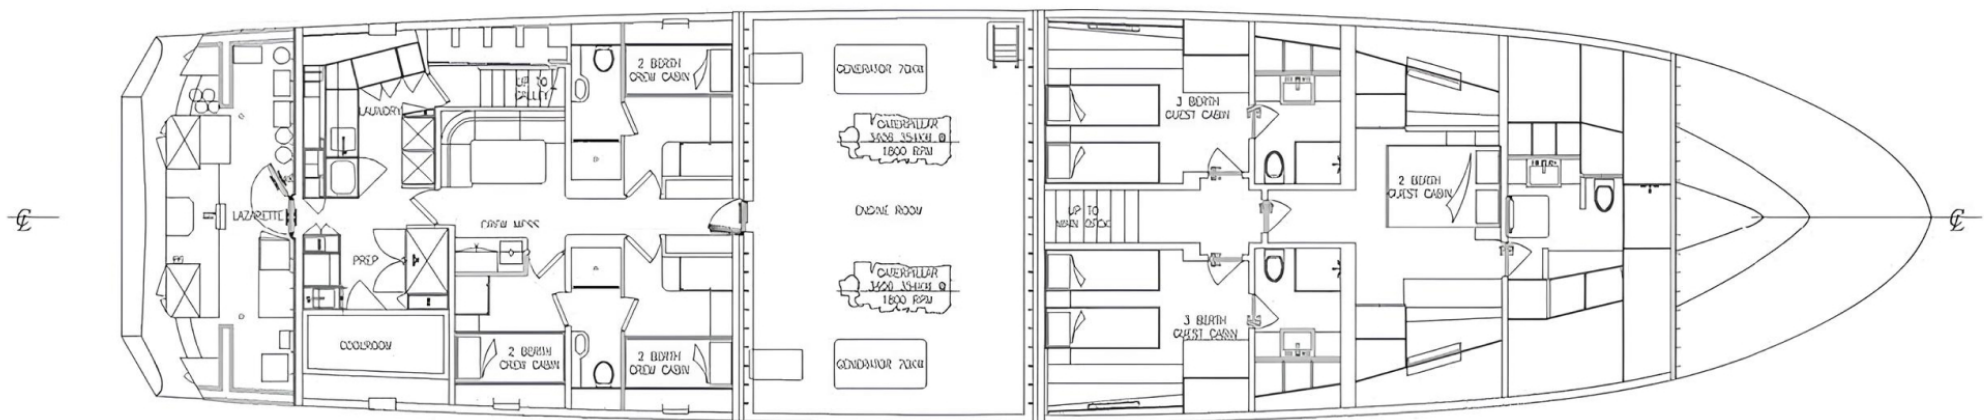 2 BERTH
CREW CABIN
UP TO
GALLEY
LAUNDRY
GENERATOR 70KW
CATERPILLAR
1800 RPM
3 BERTH
GUEST CABIN
2 BERTH
GUEST CABIN
℄
LAZARETTE
CREW MESS
ENGINE ROOM
UP TO
MAIN DECK
℄
PREP
CATERPILLAR
1800 RPM
COOLROOM
2 BERTH
CREW CABIN
2 BERTH
CREW CABIN
GENERATOR 70KW
3 BERTH
GUEST CABIN